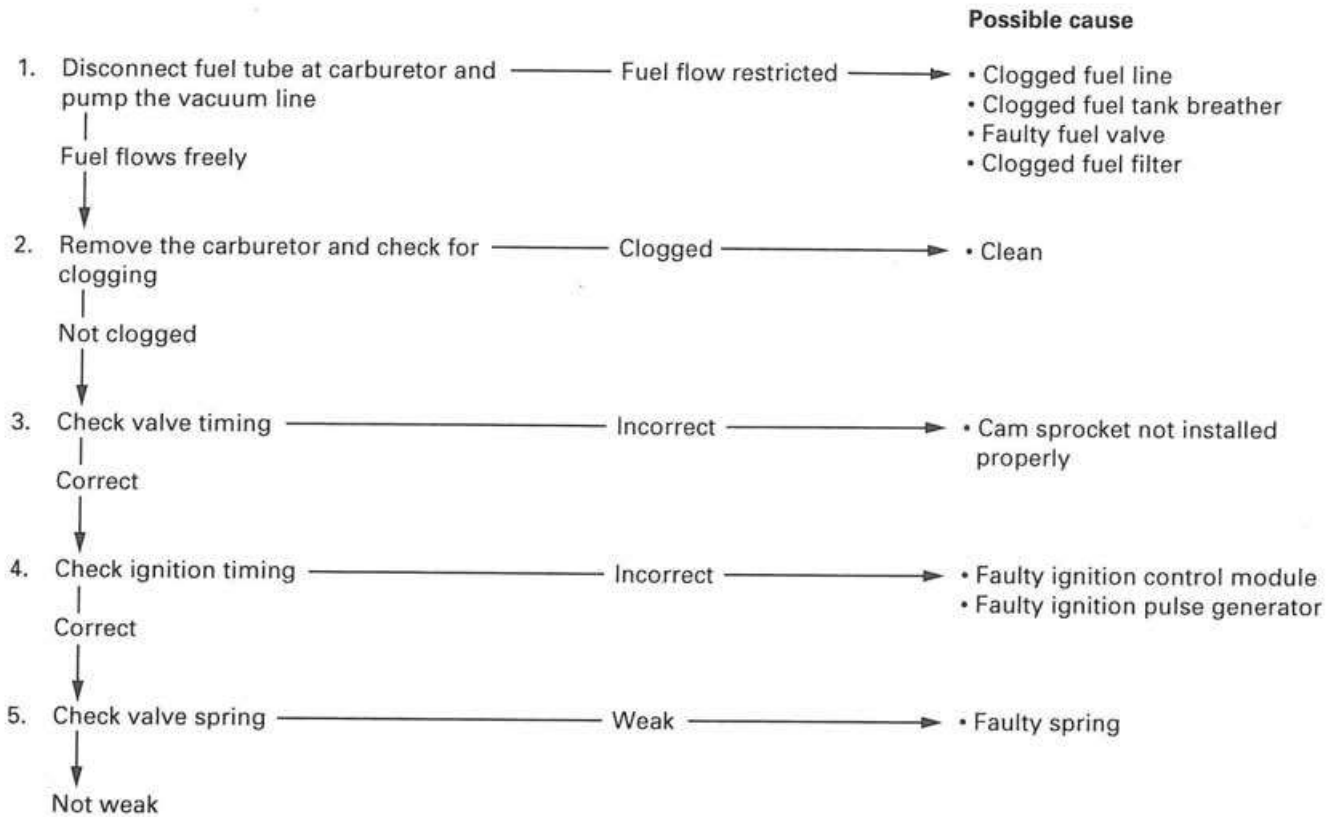 Possible cause
1. Disconnect fuel tube at carburetor and
pump the vacuum line
Fuel flow restricted
• Clogged fuel line
• Clogged fuel tank breather
• Faulty fuel valve
• Clogged fuel filter
Fuel flows freely
2. Remove the carburetor and check for
clogging
Clogged
• Clean
Not clogged
3. Check valve timing
Incorrect
• Cam sprocket not installed
properly
Correct
4. Check ignition timing
Incorrect
• Faulty ignition control module
• Faulty ignition pulse generator
Correct
5. Check valve spring
Weak
• Faulty spring
Not weak